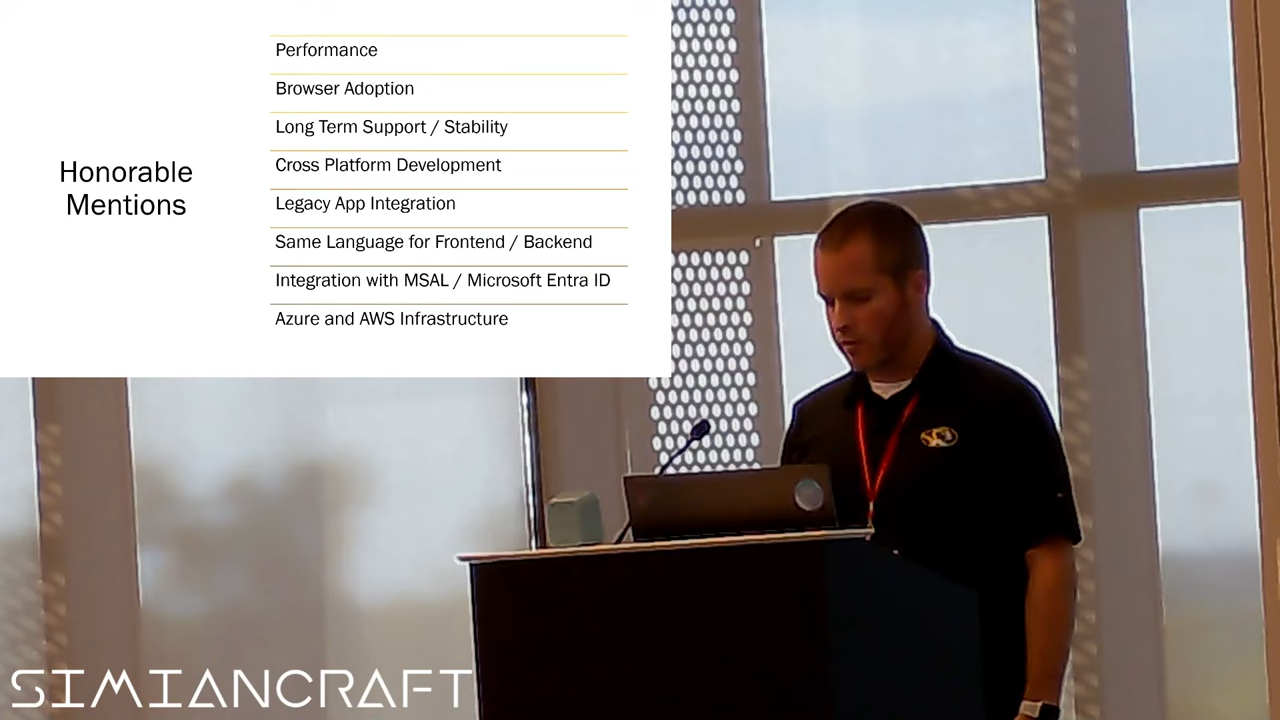 Honorable
Mentions
Performance
Browser Adoption
Long Term Support / Stability
Cross Platform Development
Legacy App Integration
Same Language for Frontend / Backend
Integration with MSAL / Microsoft Entra ID
Azure and AWS Infrastructure
SIMIANCRAFT